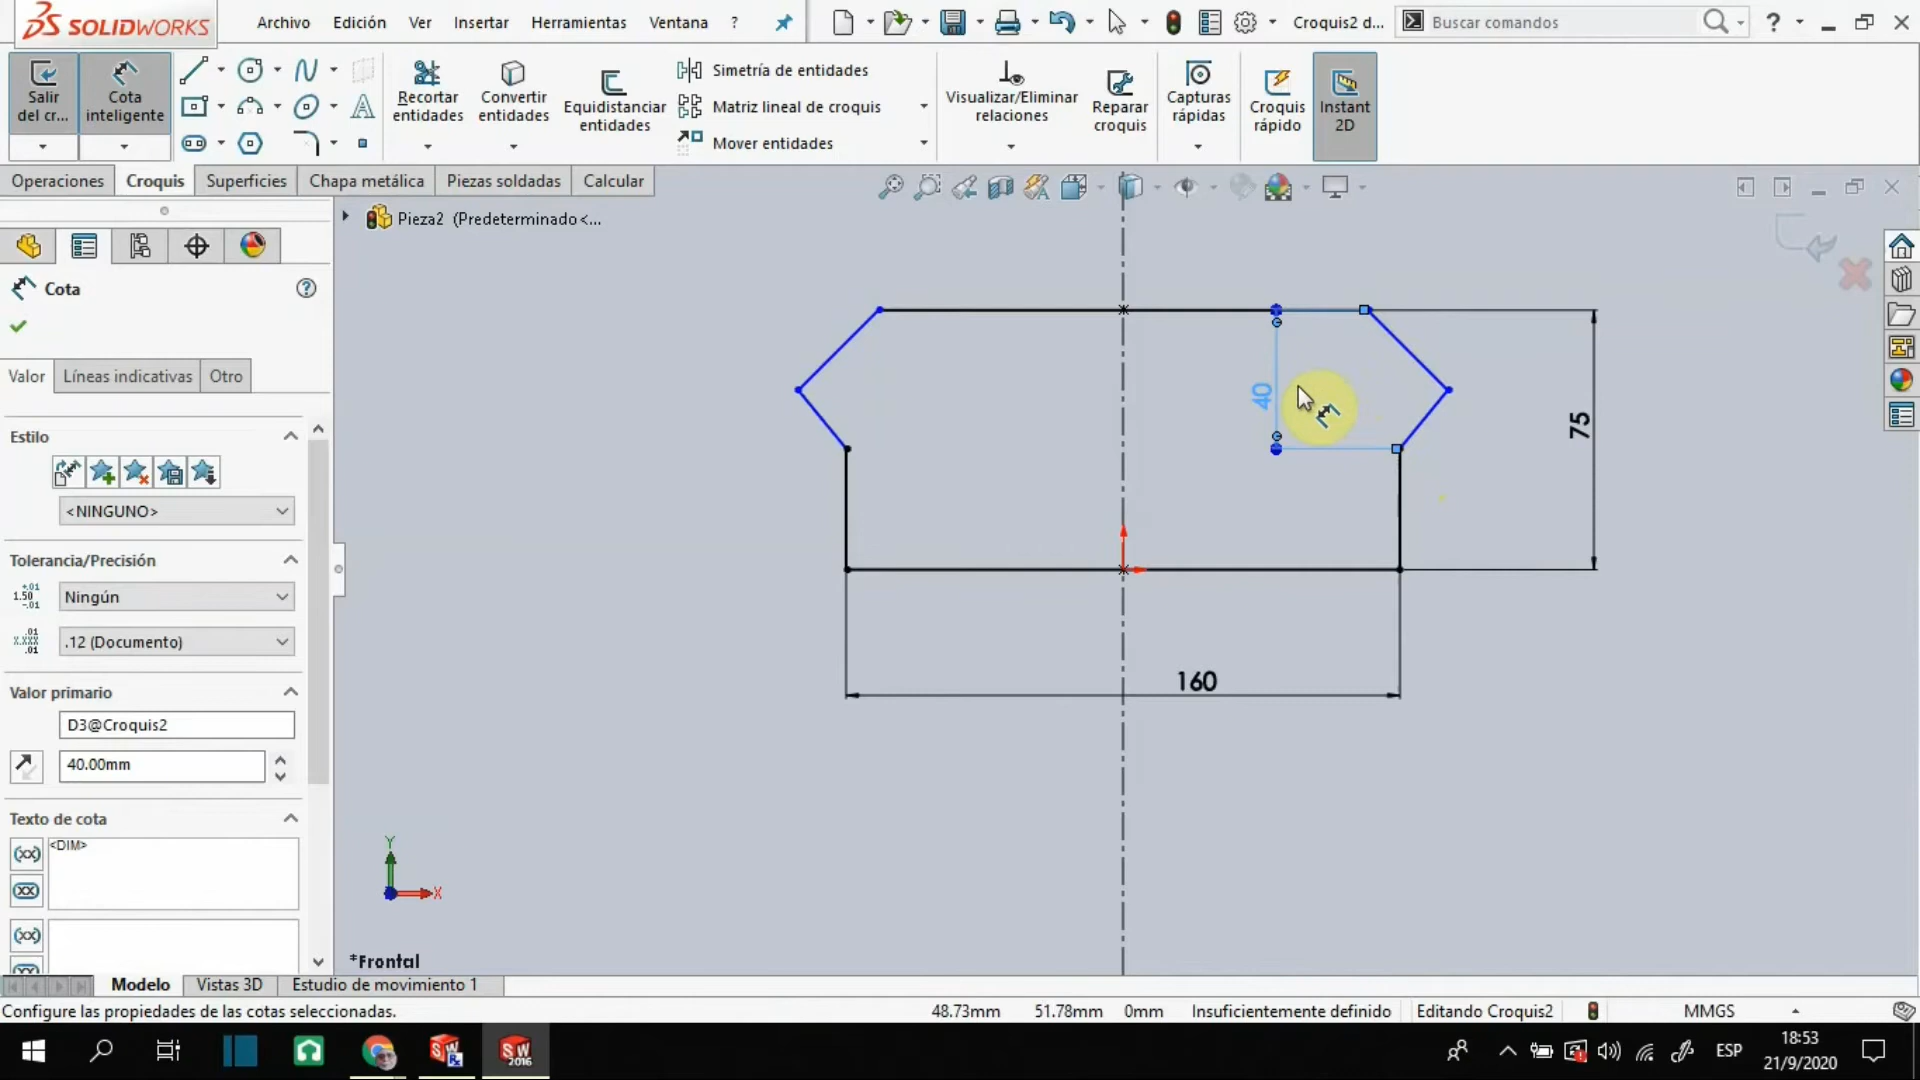 SOLIDWORKS
Archivo Edición Ver Insertar Herramientas Ventana ? Croquis2 d... Buscar comandos ?
Salir del cr...
Cota inteligente
Recortar entidades
Convertir entidades
Equidistanciar entidades
Simetría de entidades
Matriz lineal de croquis
Mover entidades
Visualizar/Eliminar relaciones
Reparar croquis
Capturas rápidas
Croquis rápido
Instant 2D
Operaciones Croquis Superficies Chapa metálica Piezas soldadas Calcular
Pieza2 (Predeterminado<...
Cota
Valor Líneas indicativas Otro
Estilo
<NINGUNO>
Tolerancia/Precisión
Ningún
.12 (Documento)
Valor primario
D3@Croquis2
40.00mm
Texto de cota
<DIM>
40
75
160
Y
X
*Frontal
Modelo Vistas 3D Estudio de movimiento 1
Configure las propiedades de las cotas seleccionadas. 48.73mm 51.78mm 0mm Insuficientemente definido Editando Croquis2 MMGS
SW 2016
ESP
18:53
21/9/2020